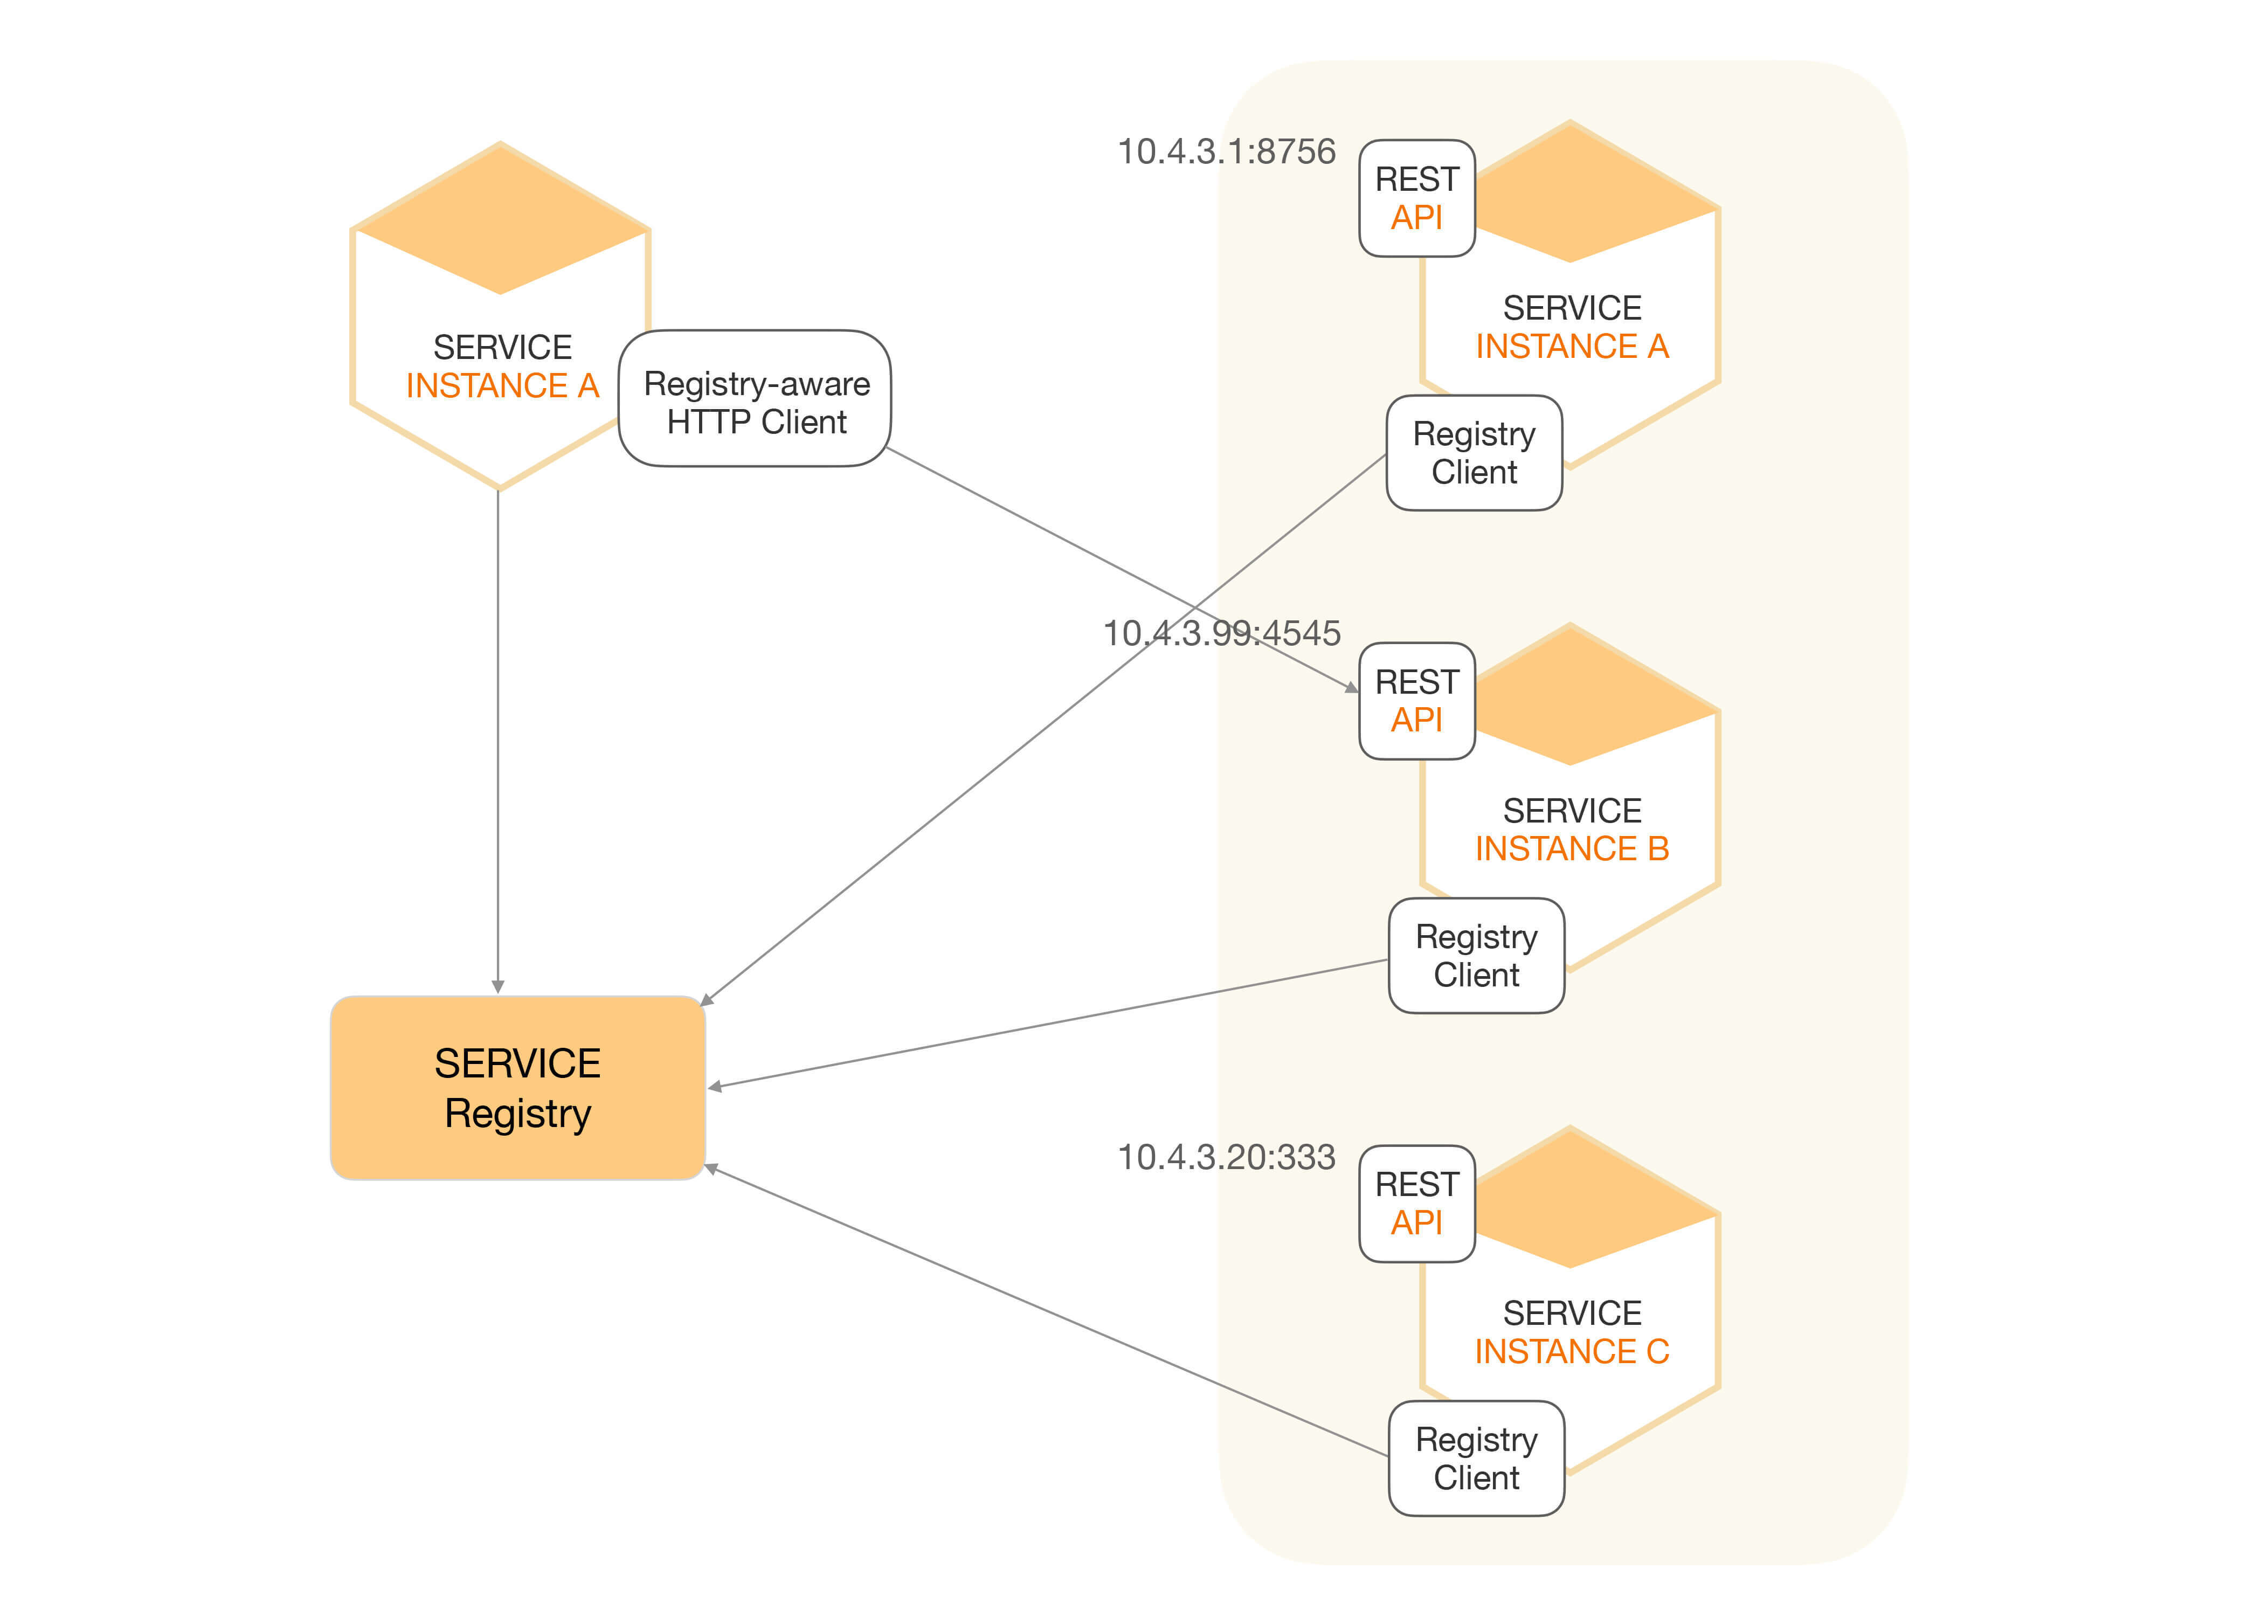 SERVICE
INSTANCE A
Registry-aware
HTTP Client
SERVICE
Registry
10.4.3.1:8756
REST
API
SERVICE
INSTANCE A
Registry
Client
10.4.3.99:4545
REST
API
SERVICE
INSTANCE B
Registry
Client
10.4.3.20:333
REST
API
SERVICE
INSTANCE C
Registry
Client